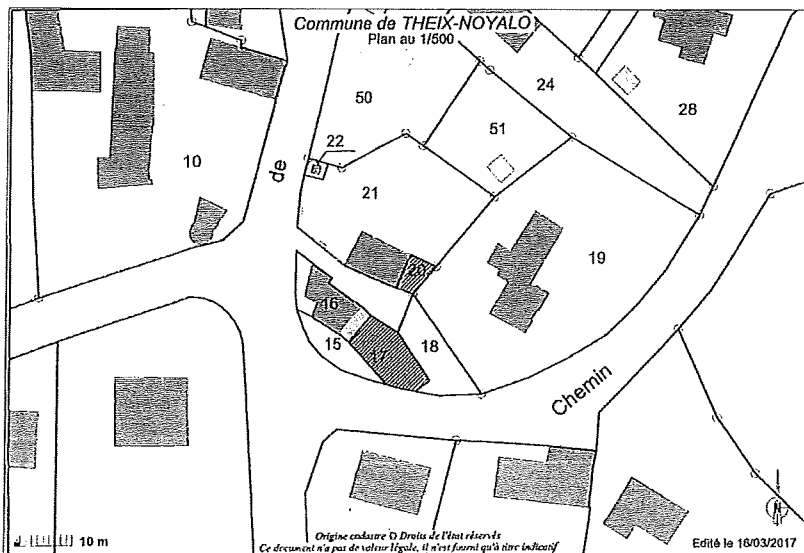 Commune de THEIX-NOYALO
Plan au 1/500
24
50
28
51
22
10
de
21
19
20
16
15
17
18
Chemin
N
10 m
Origine cadastre © Droits de l'état réservés
Ce document n'a pas de valeur légale, il n'est fourni qu'à titre indicatif
Edité le 16/03/2017